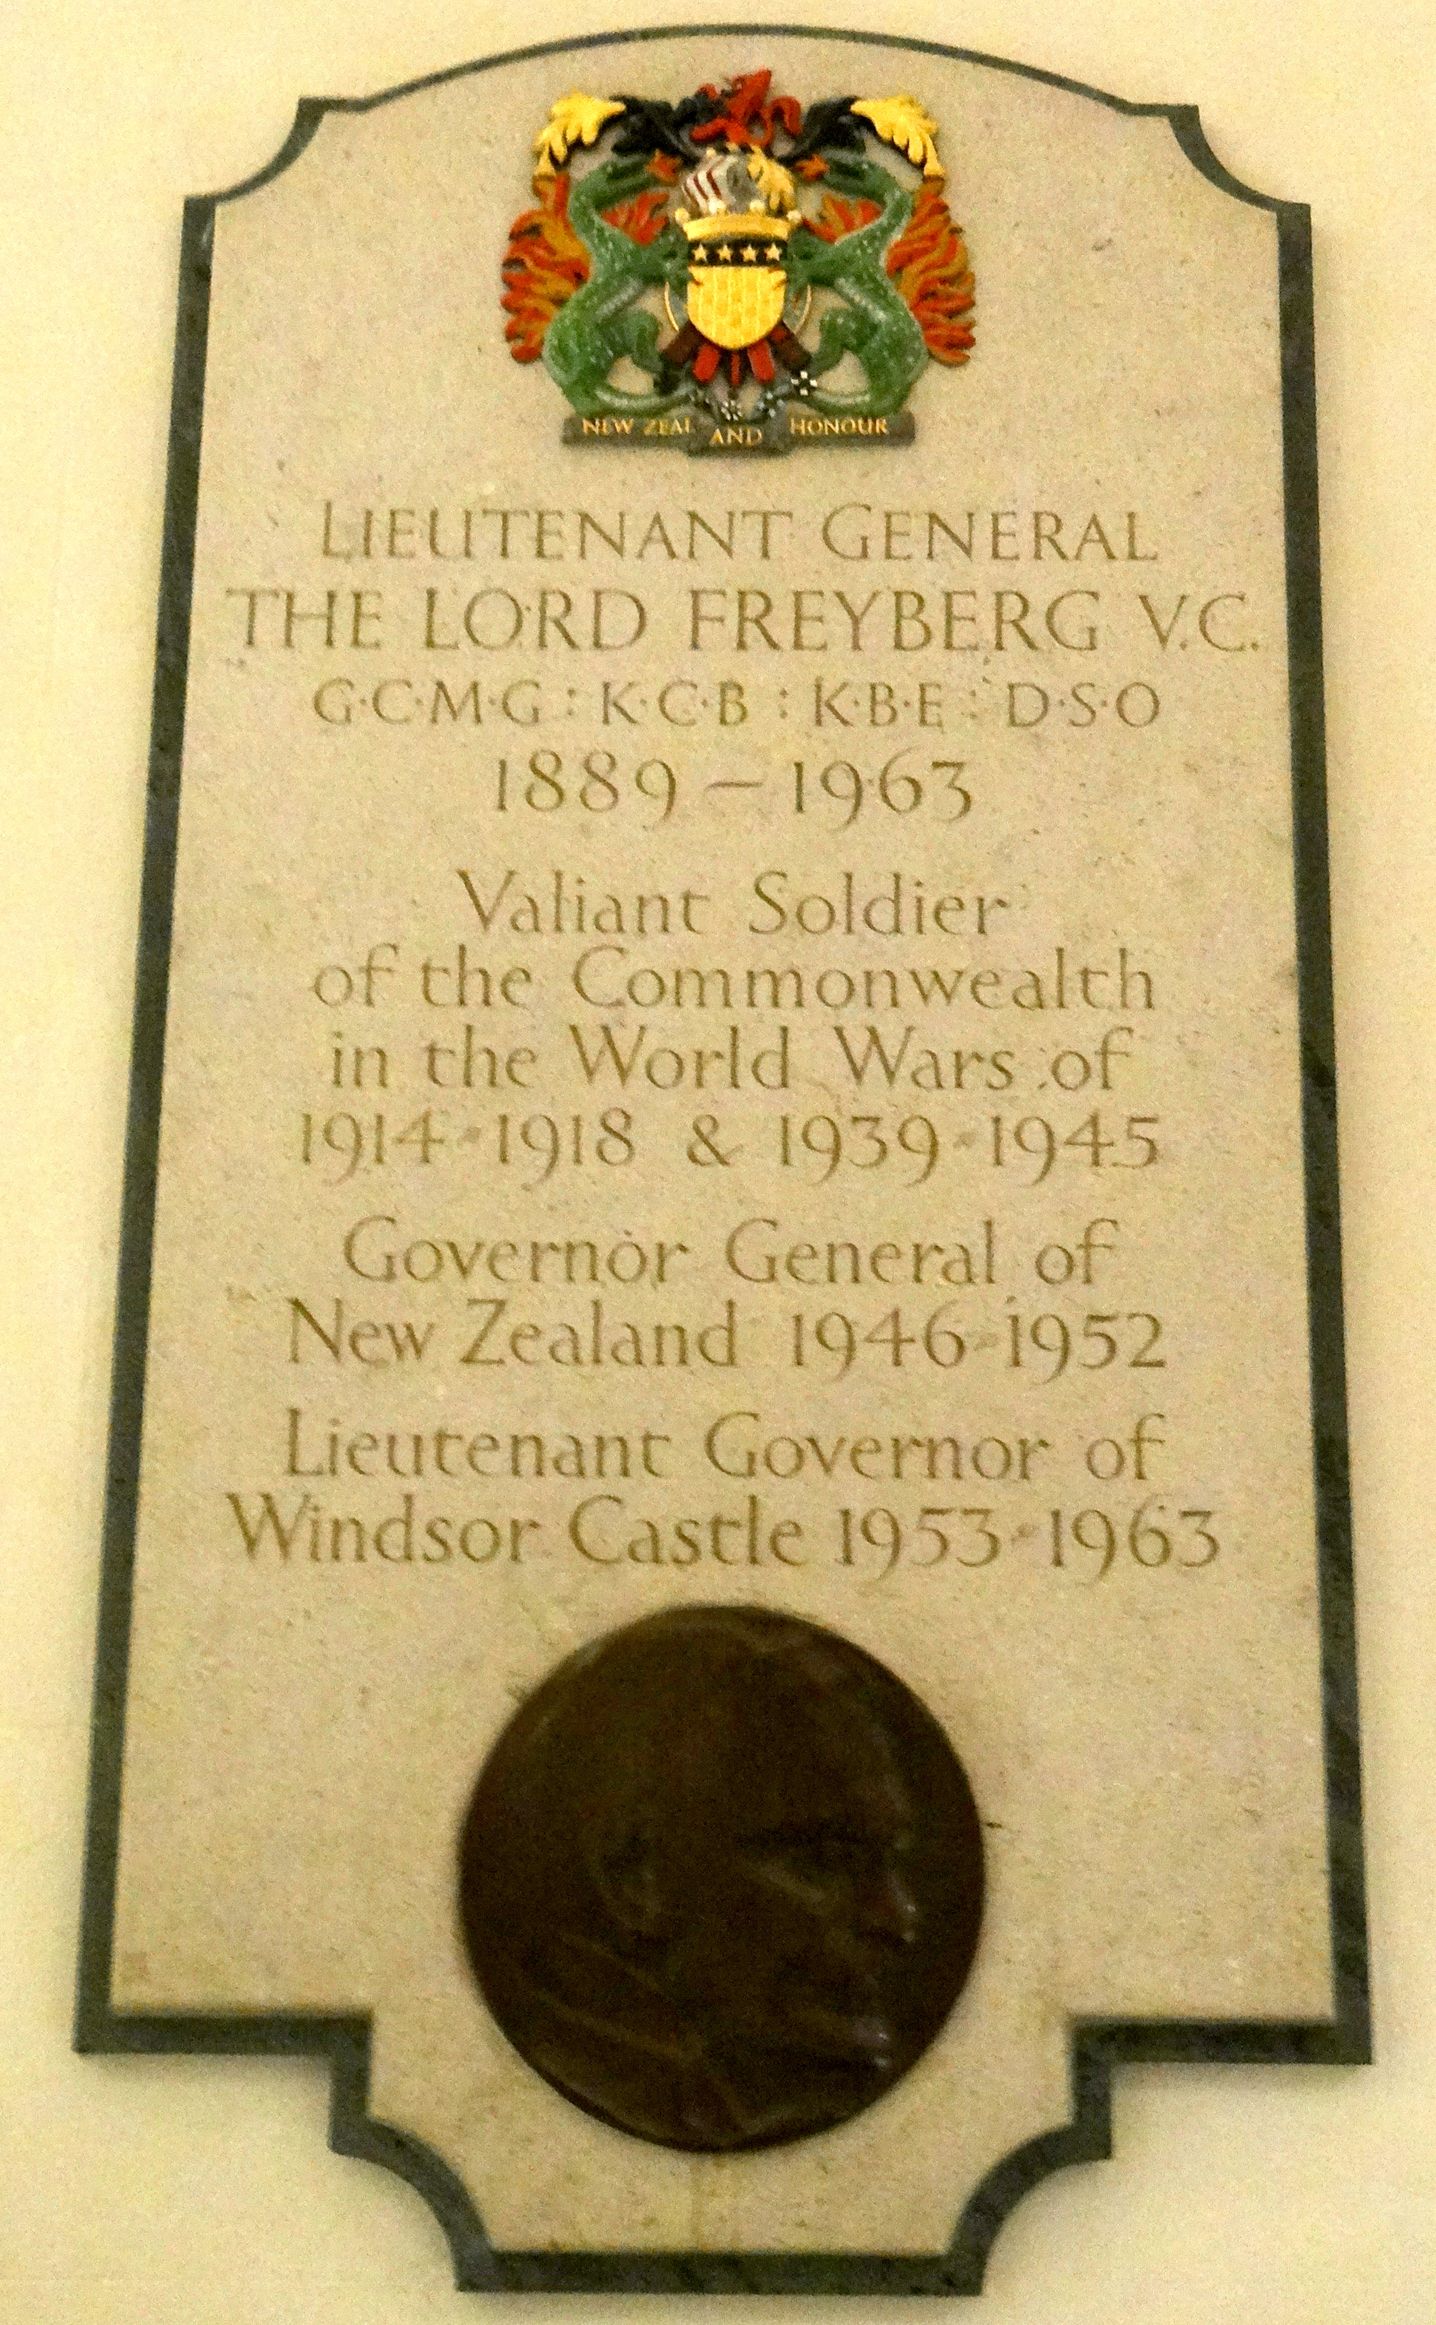 NEW ZEAL AND HONOUR
LIEUTENANT GENERAL
THE LORD FREYBERG V.C.
G·C·M·G : K·C·B : K·B·E : D·S·O
1889 – 1963
Valiant Soldier
of the Commonwealth
in the World Wars of
1914-1918 & 1939-1945
Governor General of
New Zealand 1946-1952
Lieutenant Governor of
Windsor Castle 1953-1963